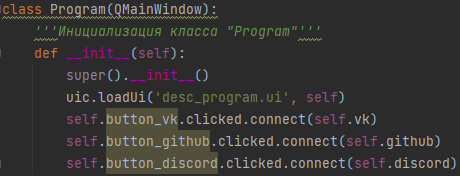 class Program(QMainWindow):
'''Инициализация класса "Program"'''
def __init__(self):
super().__init__()
uic.loadUi('desc_program.ui', self)
self.button_vk.clicked.connect(self.vk)
self.button_github.clicked.connect(self.github)
self.button_discord.clicked.connect(self.discord)